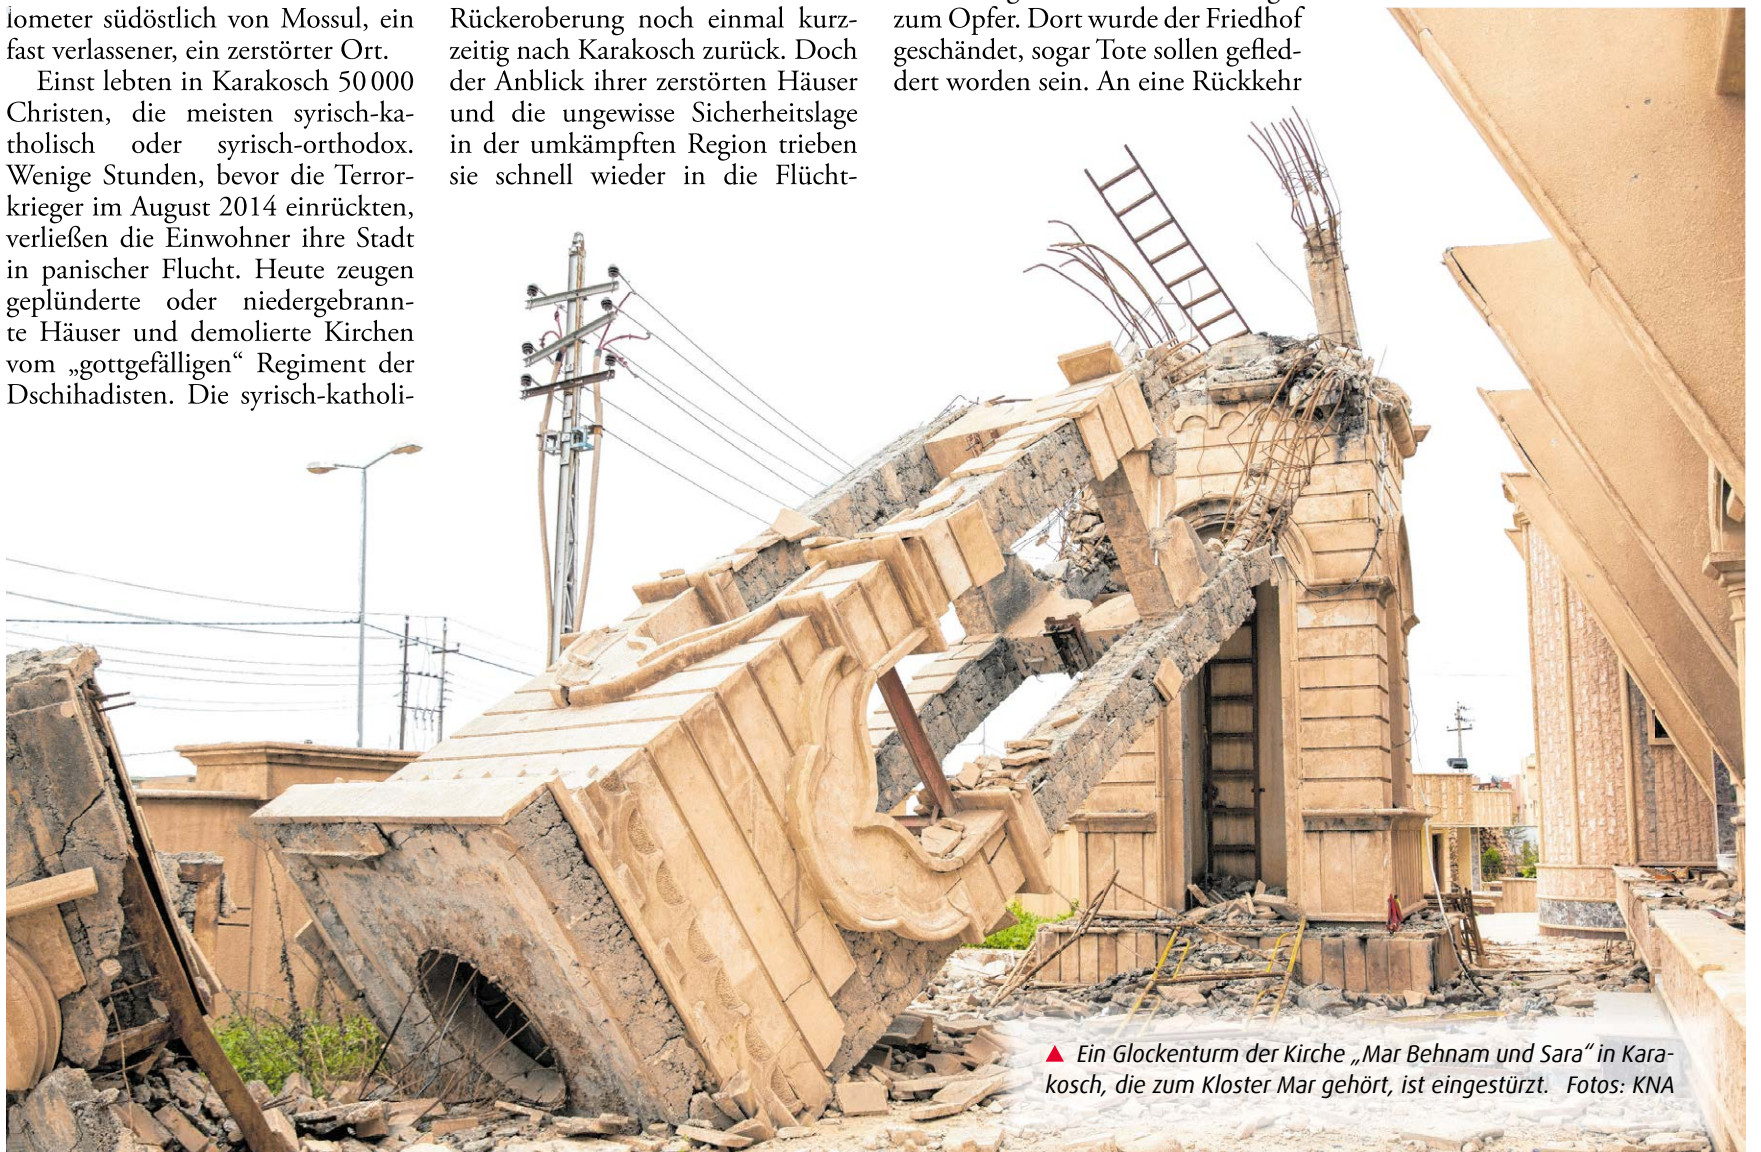 lometer südöstlich von Mossul, ein
fast verlassener, ein zerstörter Ort.
Einst lebten in Karakosch 50 000
Christen, die meisten syrisch-ka-
tholisch oder syrisch-orthodox.
Wenige Stunden, bevor die Terror-
krieger im August 2014 einrückten,
verließen die Einwohner ihre Stadt
in panischer Flucht. Heute zeugen
geplünderte oder niedergebrann-
te Häuser und demolierte Kirchen
vom „gottgefälligen“ Regiment der
Dschihadisten. Die syrisch-katholi-
Rückeroberung noch einmal kurz-
zeitig nach Karakosch zurück. Doch
der Anblick ihrer zerstörten Häuser
und die ungewisse Sicherheitslage
in der umkämpften Region trieben
sie schnell wieder in die Flücht-
zum Opfer. Dort wurde der Friedhof
geschändet, sogar Tote sollen gefled-
dert worden sein. An eine Rückkehr
▲ Ein Glockenturm der Kirche „Mar Behnam und Sara“ in Kara-
kosch, die zum Kloster Mar gehört, ist eingestürzt. Fotos: KNA